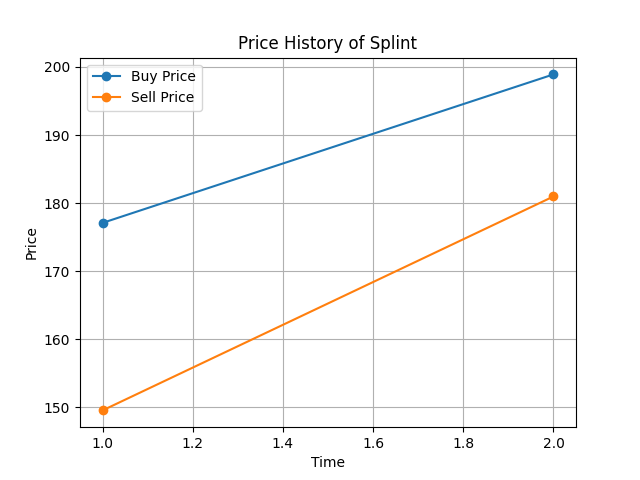 Price History of Splint
Buy Price
Sell Price
Price
200
190
180
170
160
150
1.0 1.2 1.4 1.6 1.8 2.0
Time